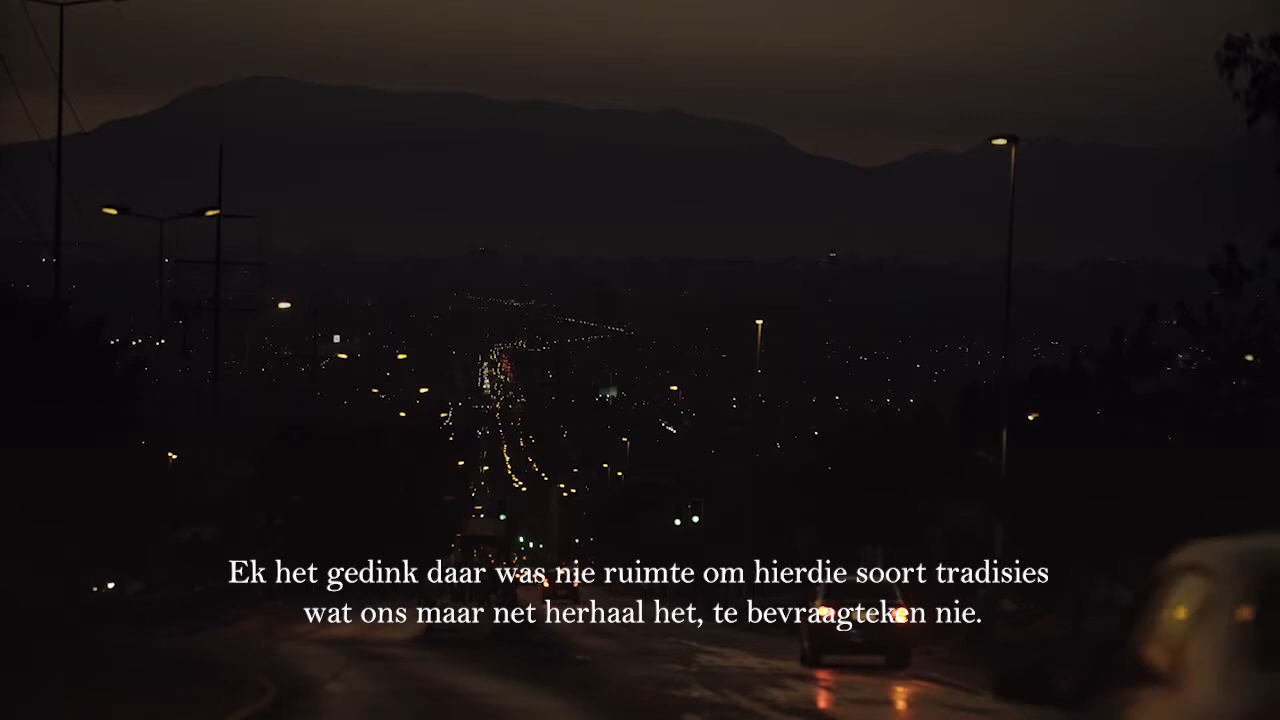 Ek het gedink daar was nie ruimte om hierdie soort tradisies
wat ons maar net herhaal het, te bevraagteken nie.